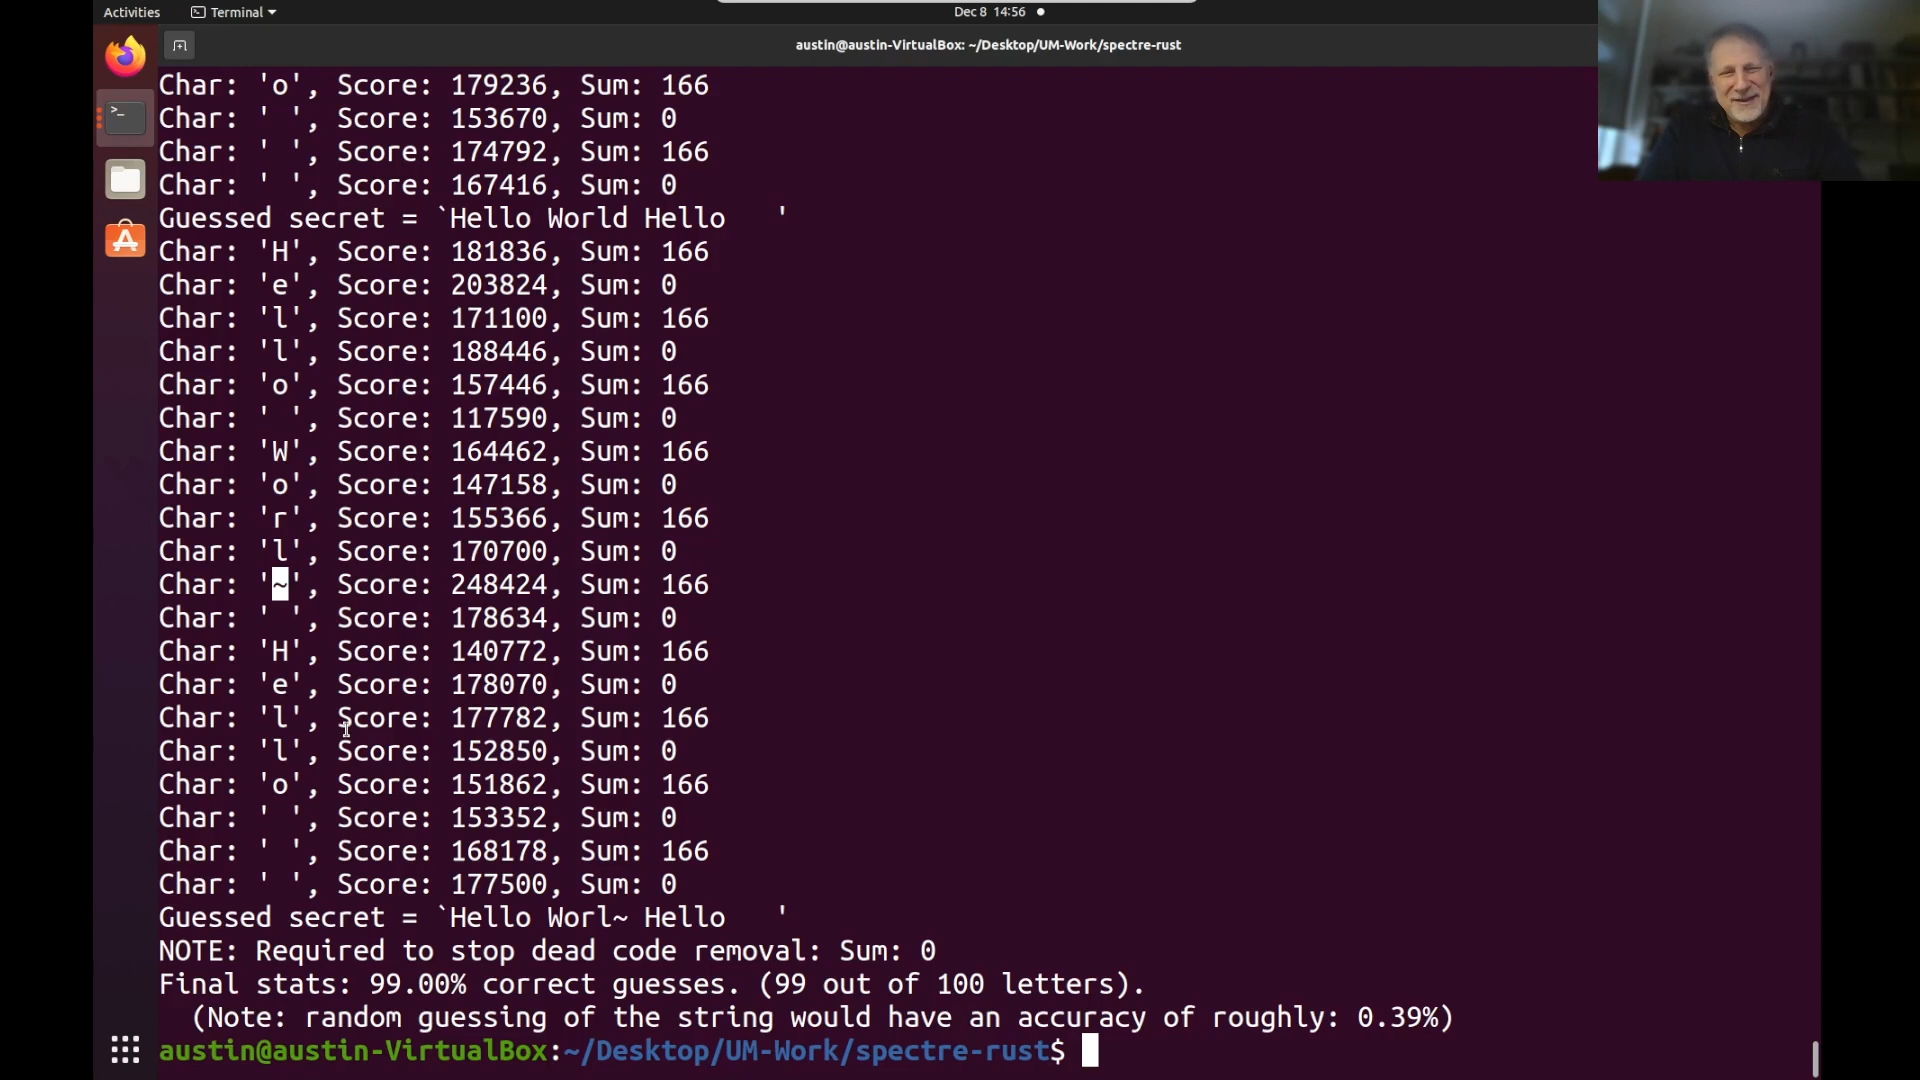 Activities Terminal Dec 8 14:56
austin@austin-VirtualBox: ~/Desktop/UM-Work/spectre-rust
Char: 'o', Score: 179236, Sum: 166
Char: ' ', Score: 153670, Sum: 0
Char: ' ', Score: 174792, Sum: 166
Char: ' ', Score: 167416, Sum: 0
Guessed secret = `Hello World Hello   '
Char: 'H', Score: 181836, Sum: 166
Char: 'e', Score: 203824, Sum: 0
Char: 'l', Score: 171100, Sum: 166
Char: 'l', Score: 188446, Sum: 0
Char: 'o', Score: 157446, Sum: 166
Char: ' ', Score: 117590, Sum: 0
Char: 'W', Score: 164462, Sum: 166
Char: 'o', Score: 147158, Sum: 0
Char: 'r', Score: 155366, Sum: 166
Char: 'l', Score: 170700, Sum: 0
Char: '~', Score: 248424, Sum: 166
Char: ' ', Score: 178634, Sum: 0
Char: 'H', Score: 140772, Sum: 166
Char: 'e', Score: 178070, Sum: 0
Char: 'l', Score: 177782, Sum: 166
Char: 'l', Score: 152850, Sum: 0
Char: 'o', Score: 151862, Sum: 166
Char: ' ', Score: 153352, Sum: 0
Char: ' ', Score: 168178, Sum: 166
Char: ' ', Score: 177500, Sum: 0
Guessed secret = `Hello Worl~ Hello   '
NOTE: Required to stop dead code removal: Sum: 0
Final stats: 99.00% correct guesses. (99 out of 100 letters).
  (Note: random guessing of the string would have an accuracy of roughly: 0.39%)
austin@austin-VirtualBox:~/Desktop/UM-Work/spectre-rust$